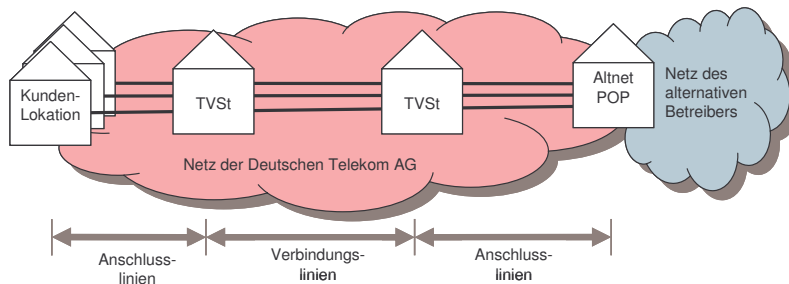 Kunden-
Lokation
TVSt
TVSt
Altnet
POP
Netz des
alternativen
Betreibers
Netz der Deutschen Telekom AG
Anschluss-
linien
Verbindungs-
linien
Anschluss-
linien